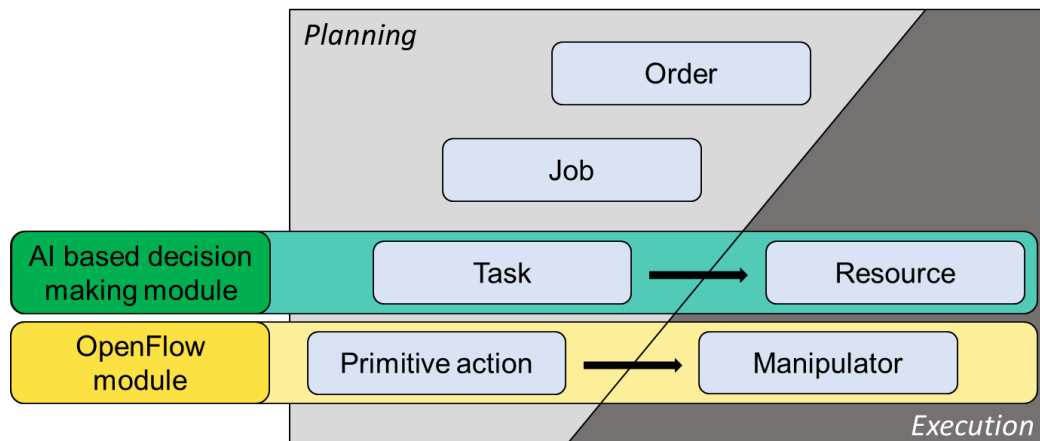 Planning
Order
Job
AI based decision
making module
Task
Resource
OpenFlow
module
Primitive action
Manipulator
Execution